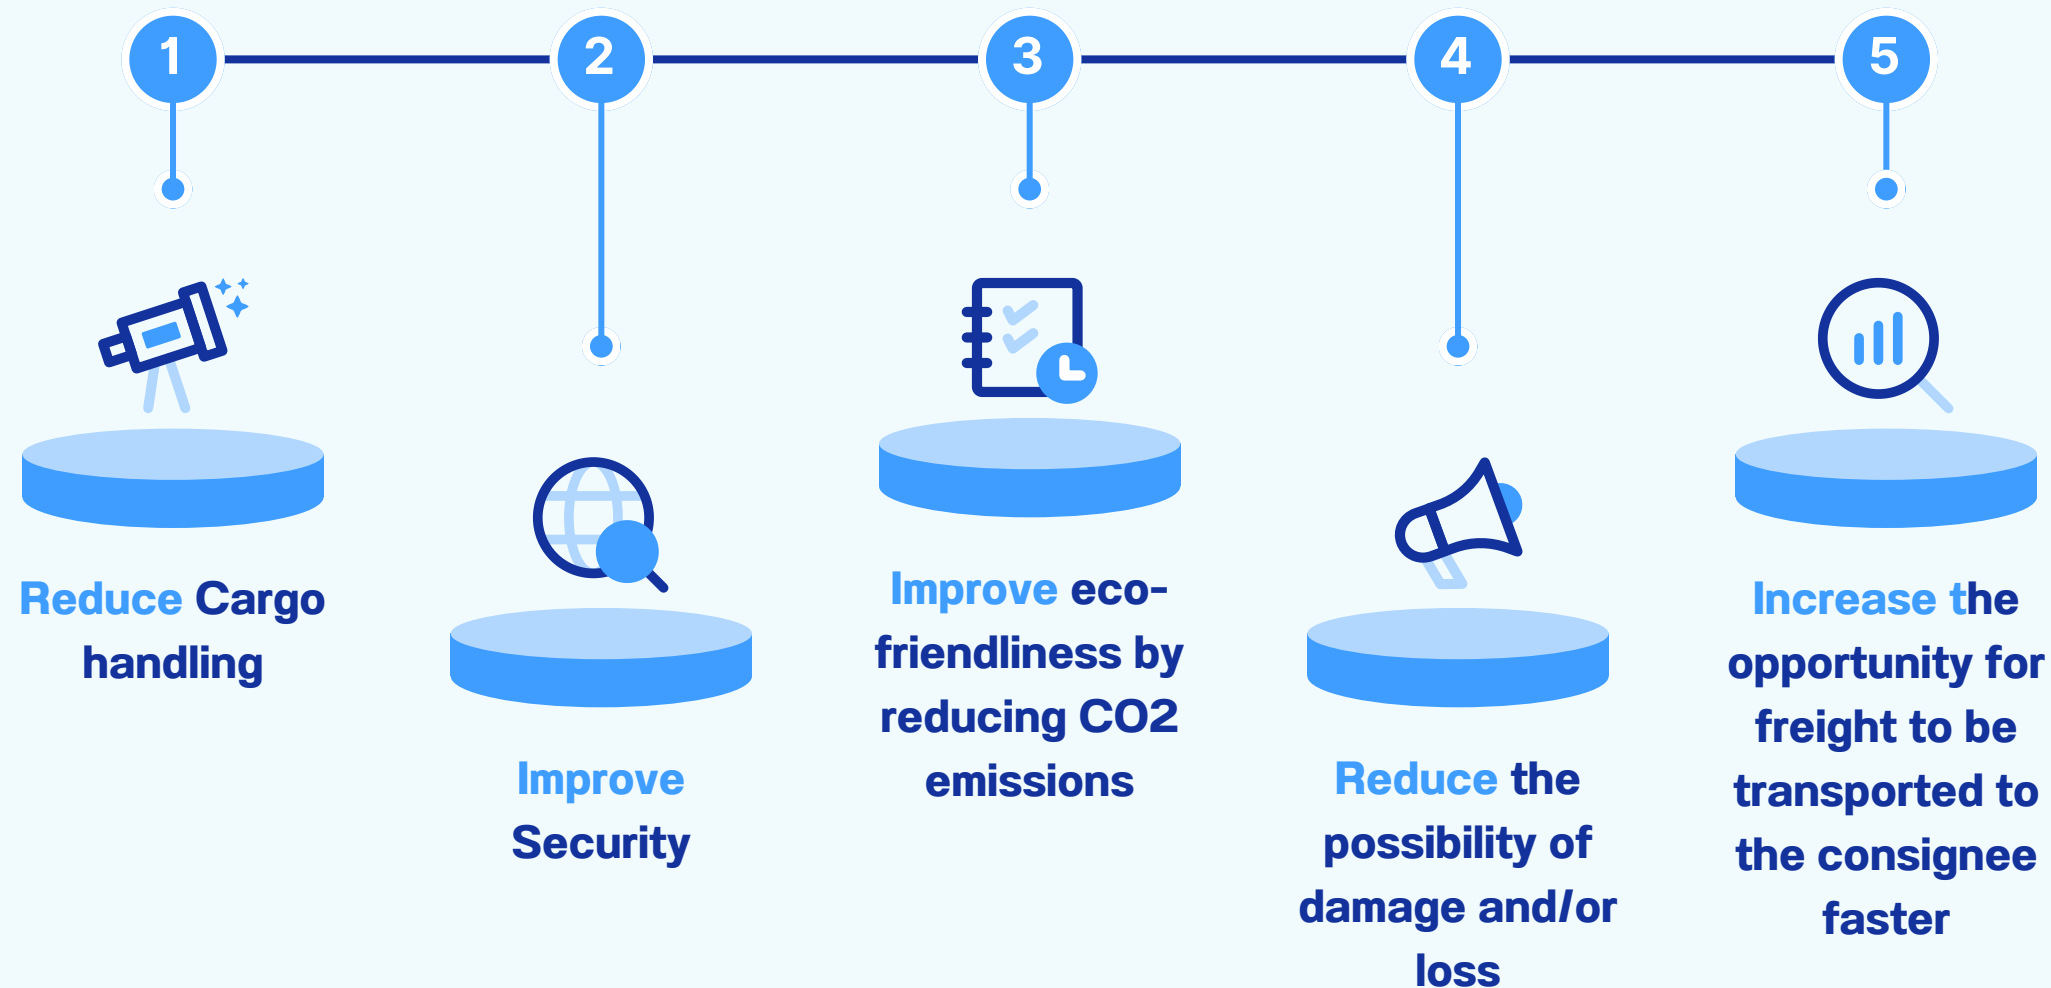 1
2
3
4
5
Reduce Cargo
handling
Improve
Security
Improve eco-
friendliness by
reducing CO2
emissions
Reduce the
possibility of
damage and/or
loss
Increase the
opportunity for
freight to be
transported to
the consignee
faster